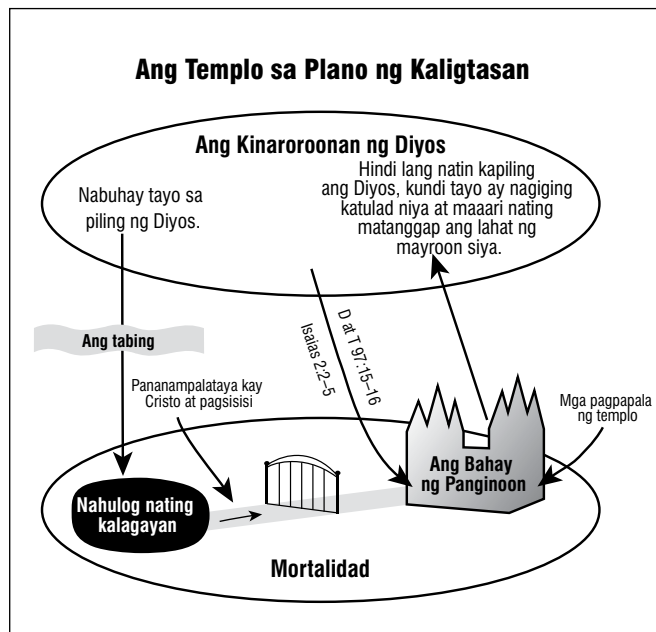 Ang Templo sa Plano ng Kaligtasan
Ang Kinaroroonan ng Diyos
Nabuhay tayo sa
piling ng Diyos.
Hindi lang natin kapiling
ang Diyos, kundi tayo ay nagiging
katulad niya at maaari nating
matanggap ang lahat ng
mayroon siya.
Ang tabing
D at T 97:15–16
Isaias 2:2–5
Pananampalataya kay
Cristo at pagsisisi
Mga pagpapala
ng templo
Ang Bahay
ng Panginoon
Nahulog nating
kalagayan
Mortalidad